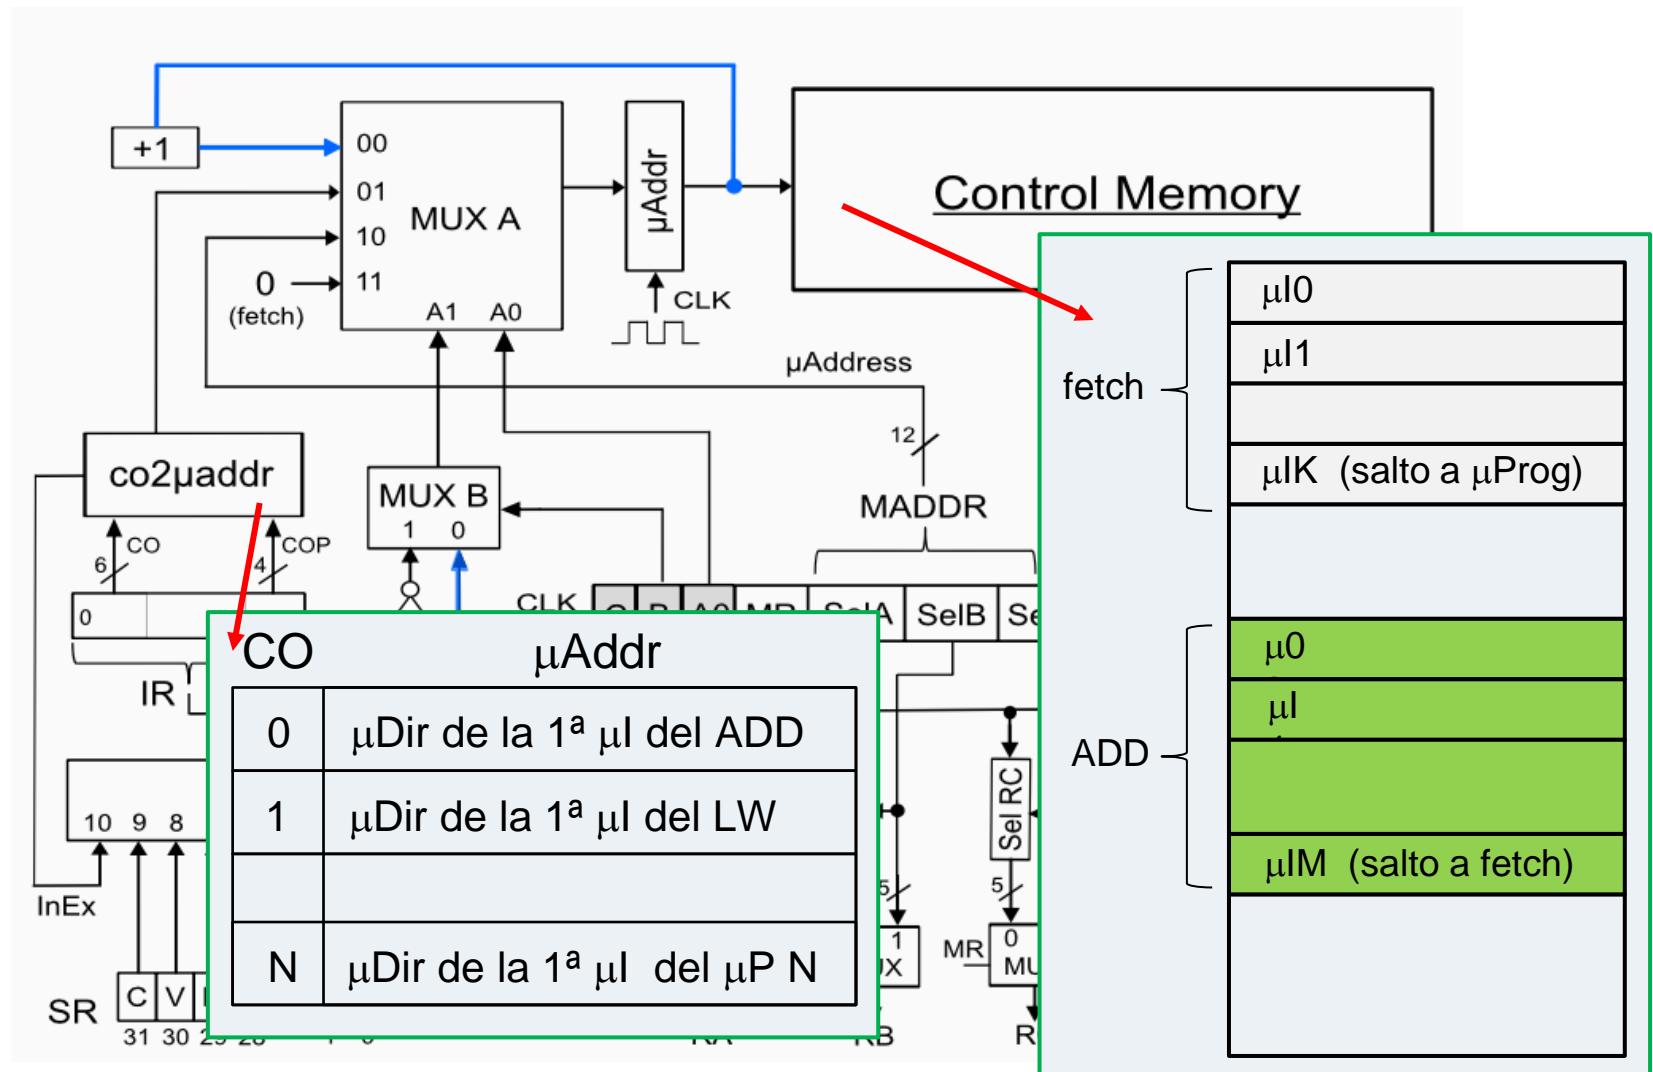 +1
00
01
10
11
MUX A
A1 A0
0
(fetch)
µAddr
CLK
Control Memory
µAddress
12
MADDR
co2µaddr
CO
6
COP
4
MUX B
1 0
0
IR
CLK
A0
SelB
10 9 8
InEx
SR
C V
31 30
Sel RC
5
5
1
MR
0
CO µAddr
0 µDir de la 1ª µI del ADD
1 µDir de la 1ª µI del LW
N µDir de la 1ª µI del µP N
fetch
µI0
µI1
µIK (salto a µProg)
ADD
µ0
µI
µIM (salto a fetch)